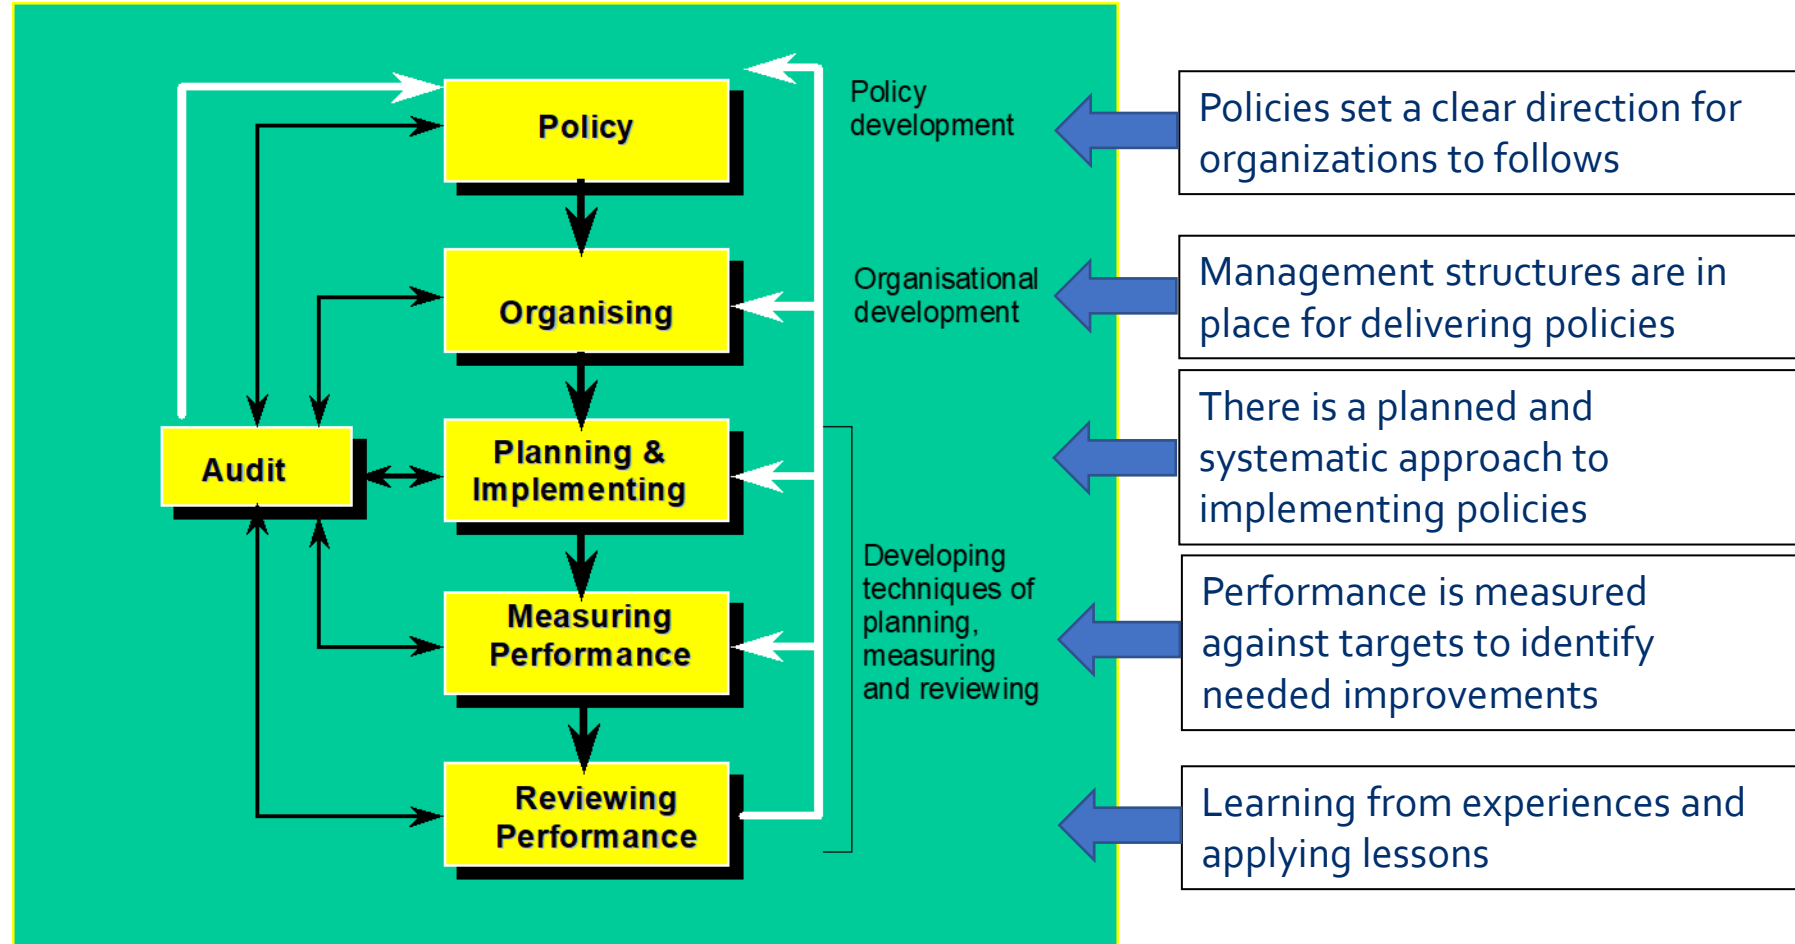 Policy
Policy
development
Policies set a clear direction for
organizations to follows
Organising
Organisational
development
Management structures are in
place for delivering policies
Audit
Planning &
Implementing
There is a planned and
systematic approach to
implementing policies
Measuring
Performance
Developing
techniques of
planning,
measuring
and reviewing
Performance is measured
against targets to identify
needed improvements
Reviewing
Performance
Learning from experiences and
applying lessons